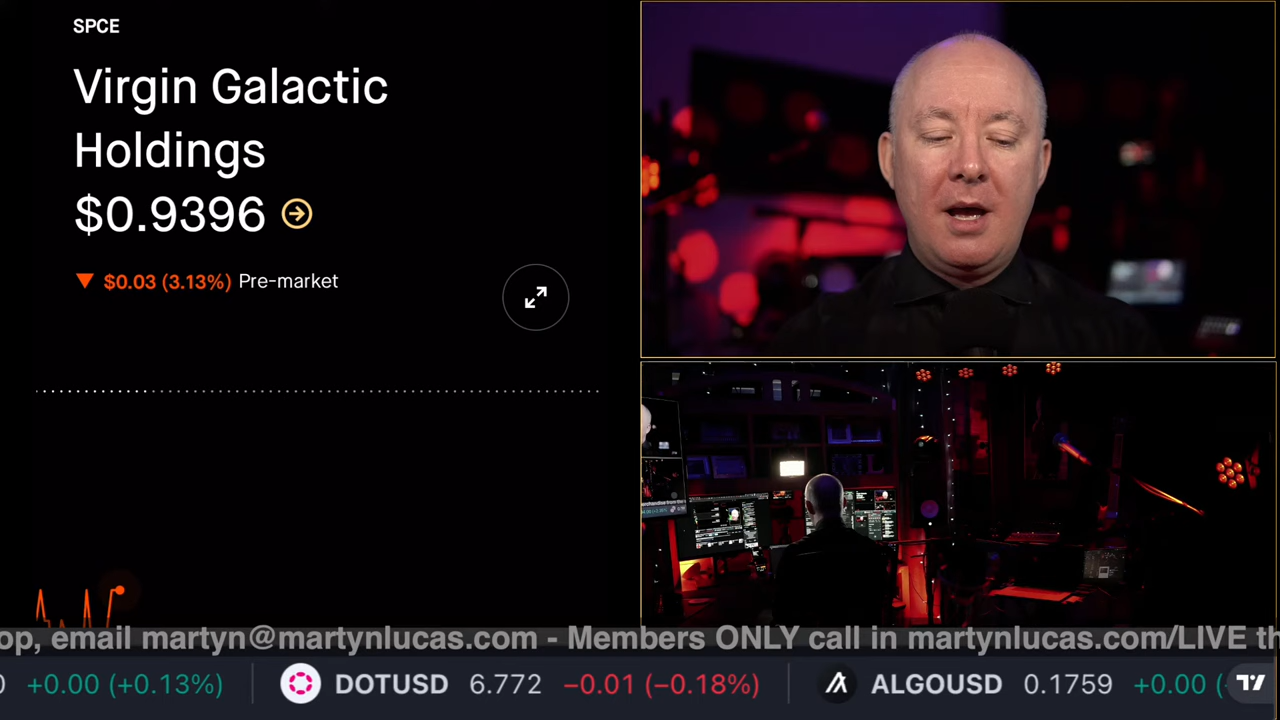 SPCE
Virgin Galactic
Holdings
$0.9396
$0.03 (3.13%) Pre-market
op, email martyn@martynlucas.com - Members ONLY call in martynlucas.com/LIVE th
0 +0.00 (+0.13%) DOTUSD 6.772 −0.01 (−0.18%) ALGOUSD 0.1759 +0.00 (